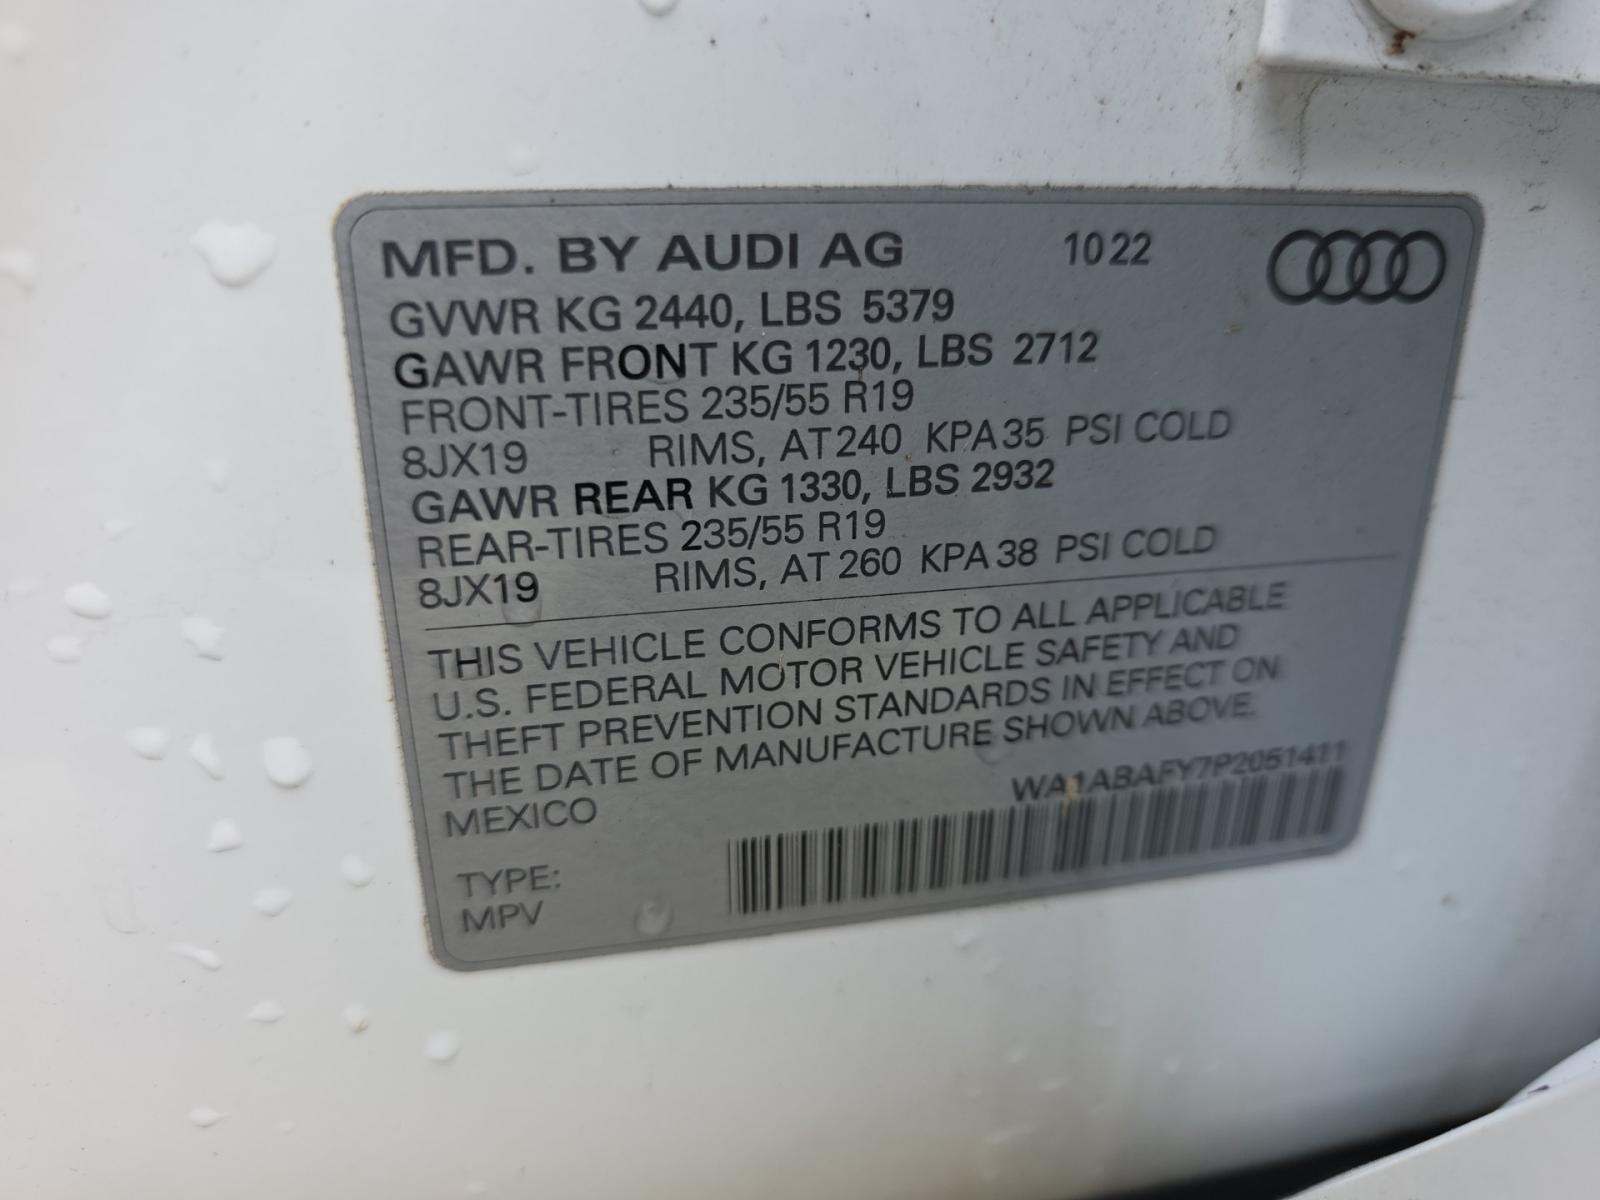 MFD. BY AUDI AG 10 22
GVWR KG 2440, LBS 5379
GAWR FRONT KG 1230, LBS 2712
FRONT-TIRES 235/55 R19
8JX19 RIMS, AT 240 KPA 35 PSI COLD
GAWR REAR KG 1330, LBS 2932
REAR-TIRES 235/55 R19
8JX19 RIMS, AT 260 KPA 38 PSI COLD
THIS VEHICLE CONFORMS TO ALL APPLICABLE
U.S. FEDERAL MOTOR VEHICLE SAFETY AND
THEFT PREVENTION STANDARDS IN EFFECT ON
THE DATE OF MANUFACTURE SHOWN ABOVE.
MEXICO WA1ABAFY7P2051411
TYPE:
MPV